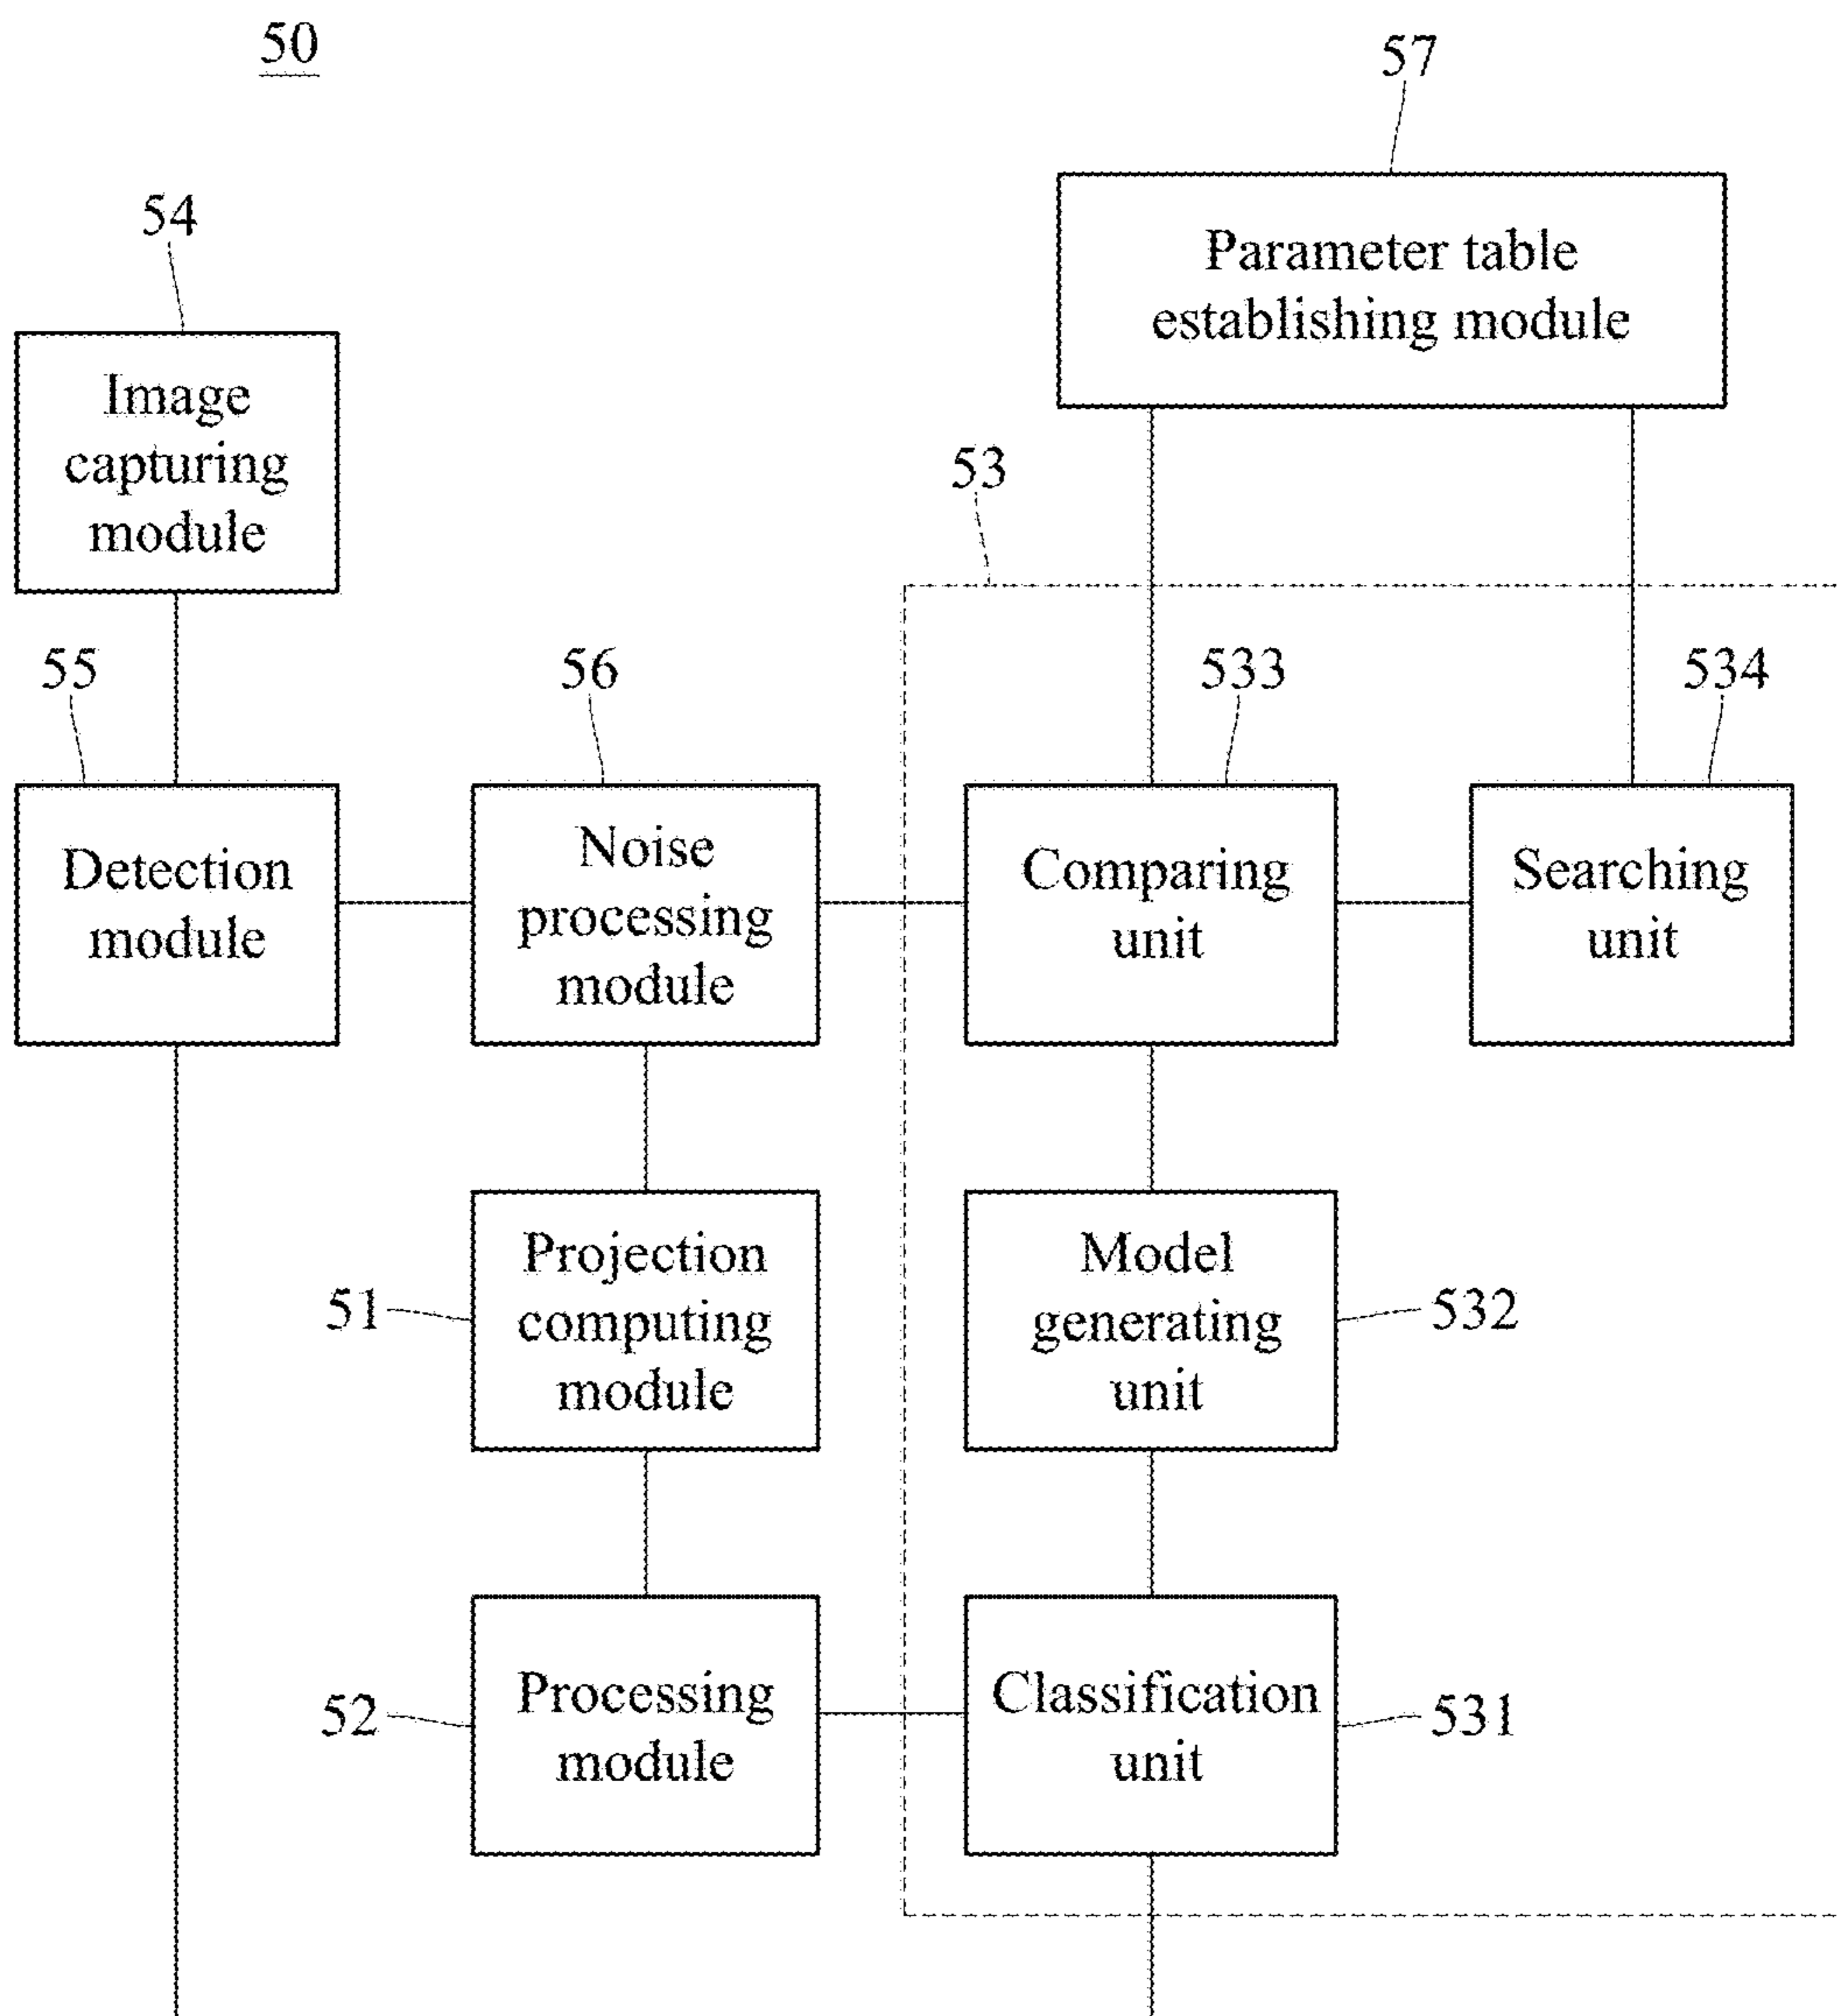 50
57
Parameter table
establishing module
54
Image
capturing
module
53
55
56
533
534
Detection
module
Noise
processing
module
Comparing
unit
Searching
unit
51
Projection
computing
module
Model
generating
unit
532
52
Processing
module
Classification
unit
531